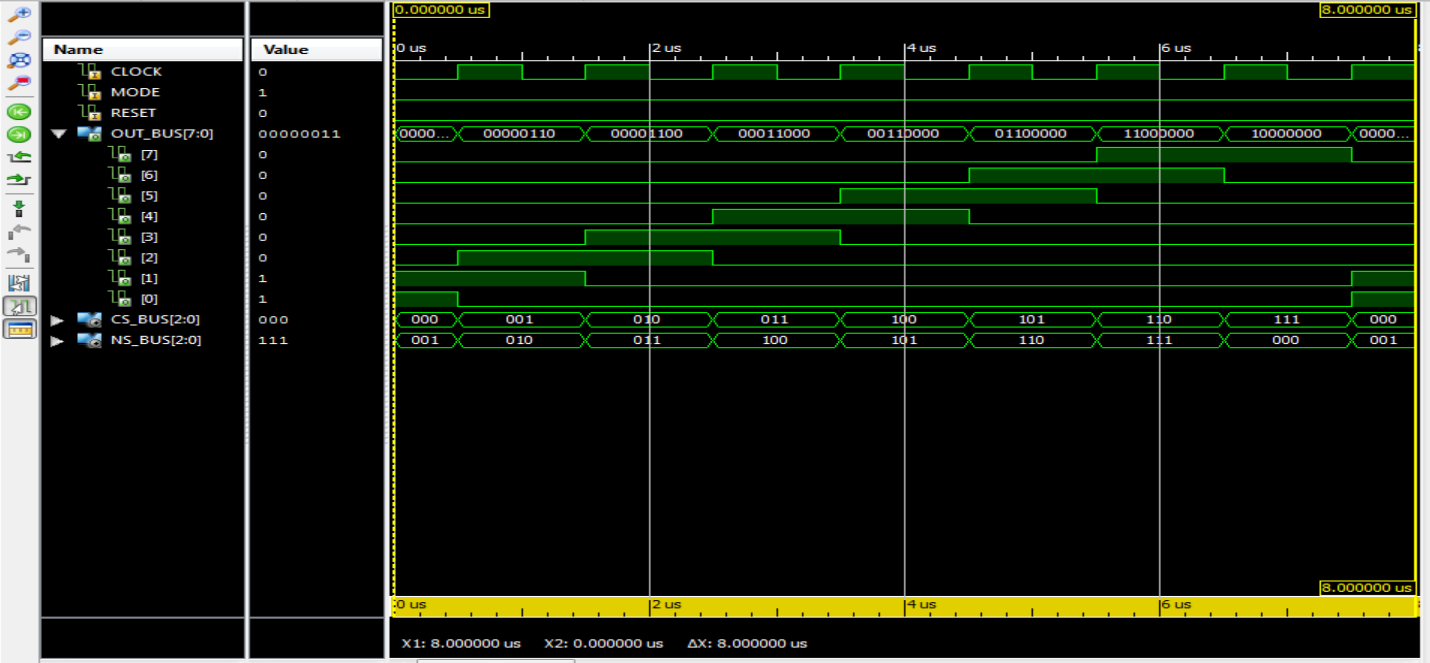 0.000000 us 8.000000 us
Name Value 0 us 2 us 4 us 6 us
CLOCK 0
MODE 1
RESET 0
OUT_BUS[7:0] 00000011 0000... 00000110 00001100 00011000 00110000 01100000 11000000 10000000 0000...
[7] 0
[6] 0
[5] 0
[4] 0
[3] 0
[2] 0
[1] 1
[0] 1
CS_BUS[2:0] 000 000 001 010 011 100 101 110 111 000
NS_BUS[2:0] 111 001 010 011 100 101 110 111 000 001
8.000000 us
0 us 2 us 4 us 6 us
X1: 8.000000 us X2: 0.000000 us ΔX: 8.000000 us